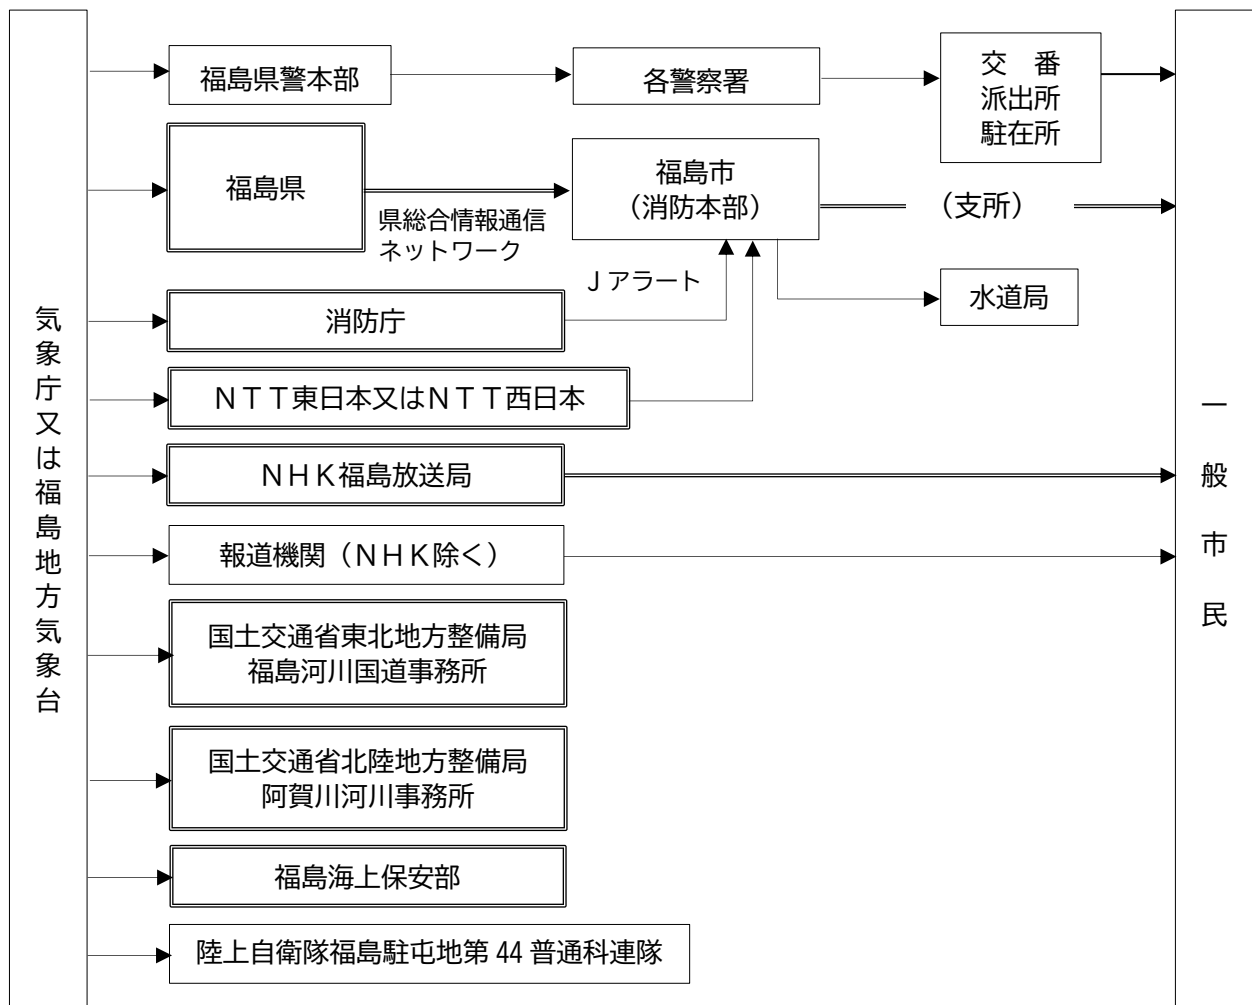 気象庁又は福島地方気象台
福島県警本部
各警察署
交　番
派出所
駐在所
福島県
県総合情報通信
ネットワーク
福島市
（消防本部）
（支所）
Ｊアラート
消防庁
水道局
ＮＴＴ東日本又はＮＴＴ西日本
ＮＨＫ福島放送局
報道機関（ＮＨＫ除く）
国土交通省東北地方整備局
福島河川国道事務所
国土交通省北陸地方整備局
阿賀川河川事務所
福島海上保安部
陸上自衛隊福島駐屯地第 44 普通科連隊
一般市民